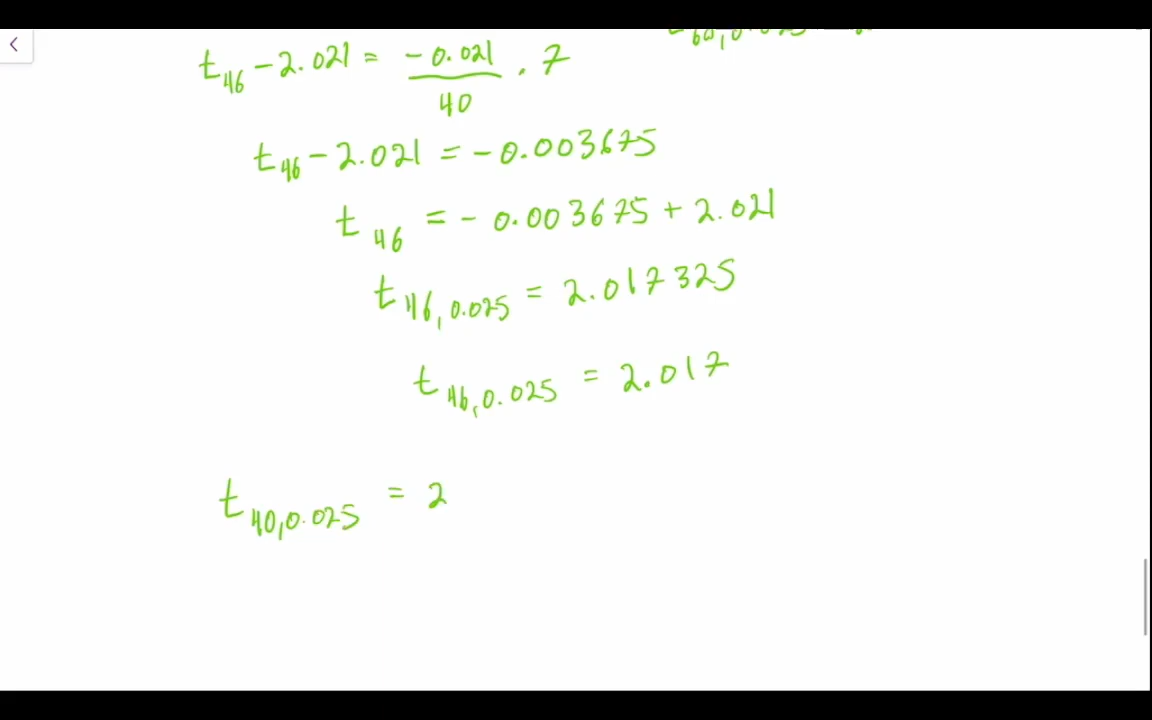 t46 - 2.021 = -0.021/40 . 7
t46 - 2.021 = -0.003675
t46 = -0.003675 + 2.021
t46,0.025 = 2.017325
t46,0.025 = 2.017
t40,0.025 = 2